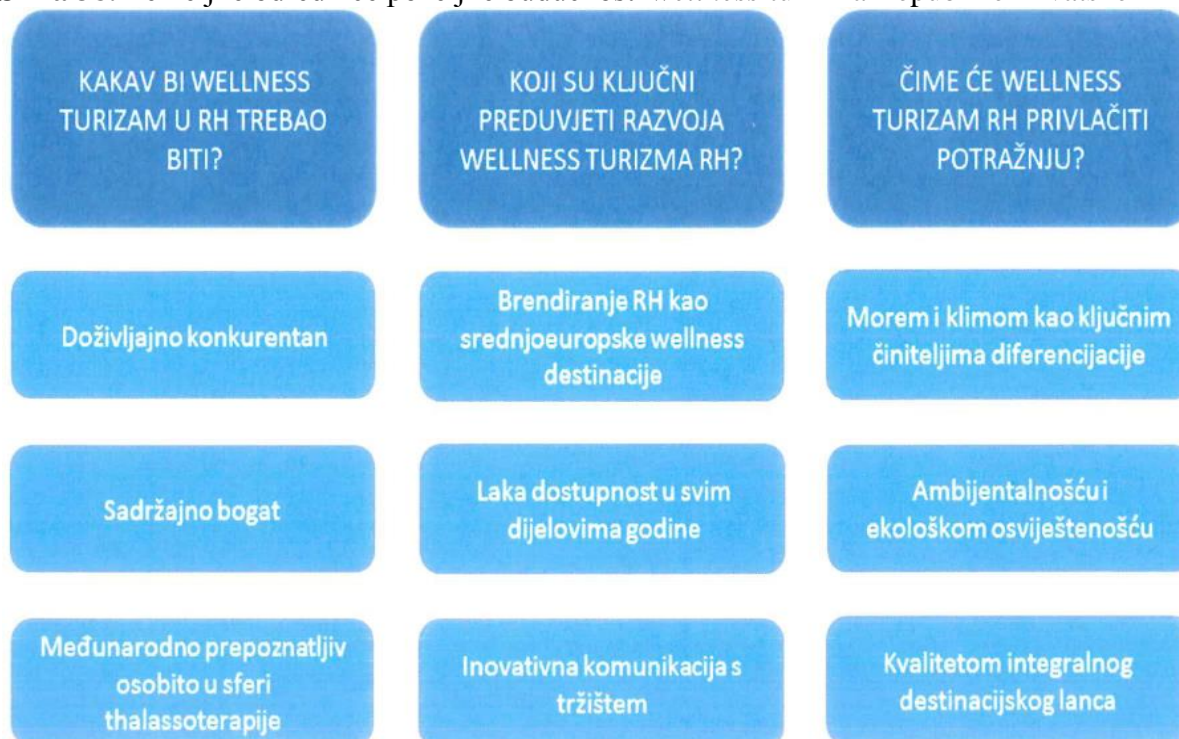 KAKAV BI WELLNESS
TURIZAM U RH TREBAO
BITI?
KOJI SU KLJUČNI
PREDUVJETI RAZVOJA
WELLNESS TURIZMA RH?
ČIME ĆE WELLNESS
TURIZAM RH PRIVLAČITI
POTRAŽNJU?
Doživljajno konkurentan
Brendiranje RH kao
srednjoeuropske wellness
destinacije
Morem i klimom kao ključnim
činiteljima diferencijacije
Sadržajno bogat
Laka dostupnost u svim
dijelovima godine
Ambijentalnošću i
ekološkom osviještenošću
Međunarodno prepoznatljiv
osobito u sferi
thalassoterapije
Inovativna komunikacija s
tržištem
Kvalitetom integralnog
destinacijskog lanca